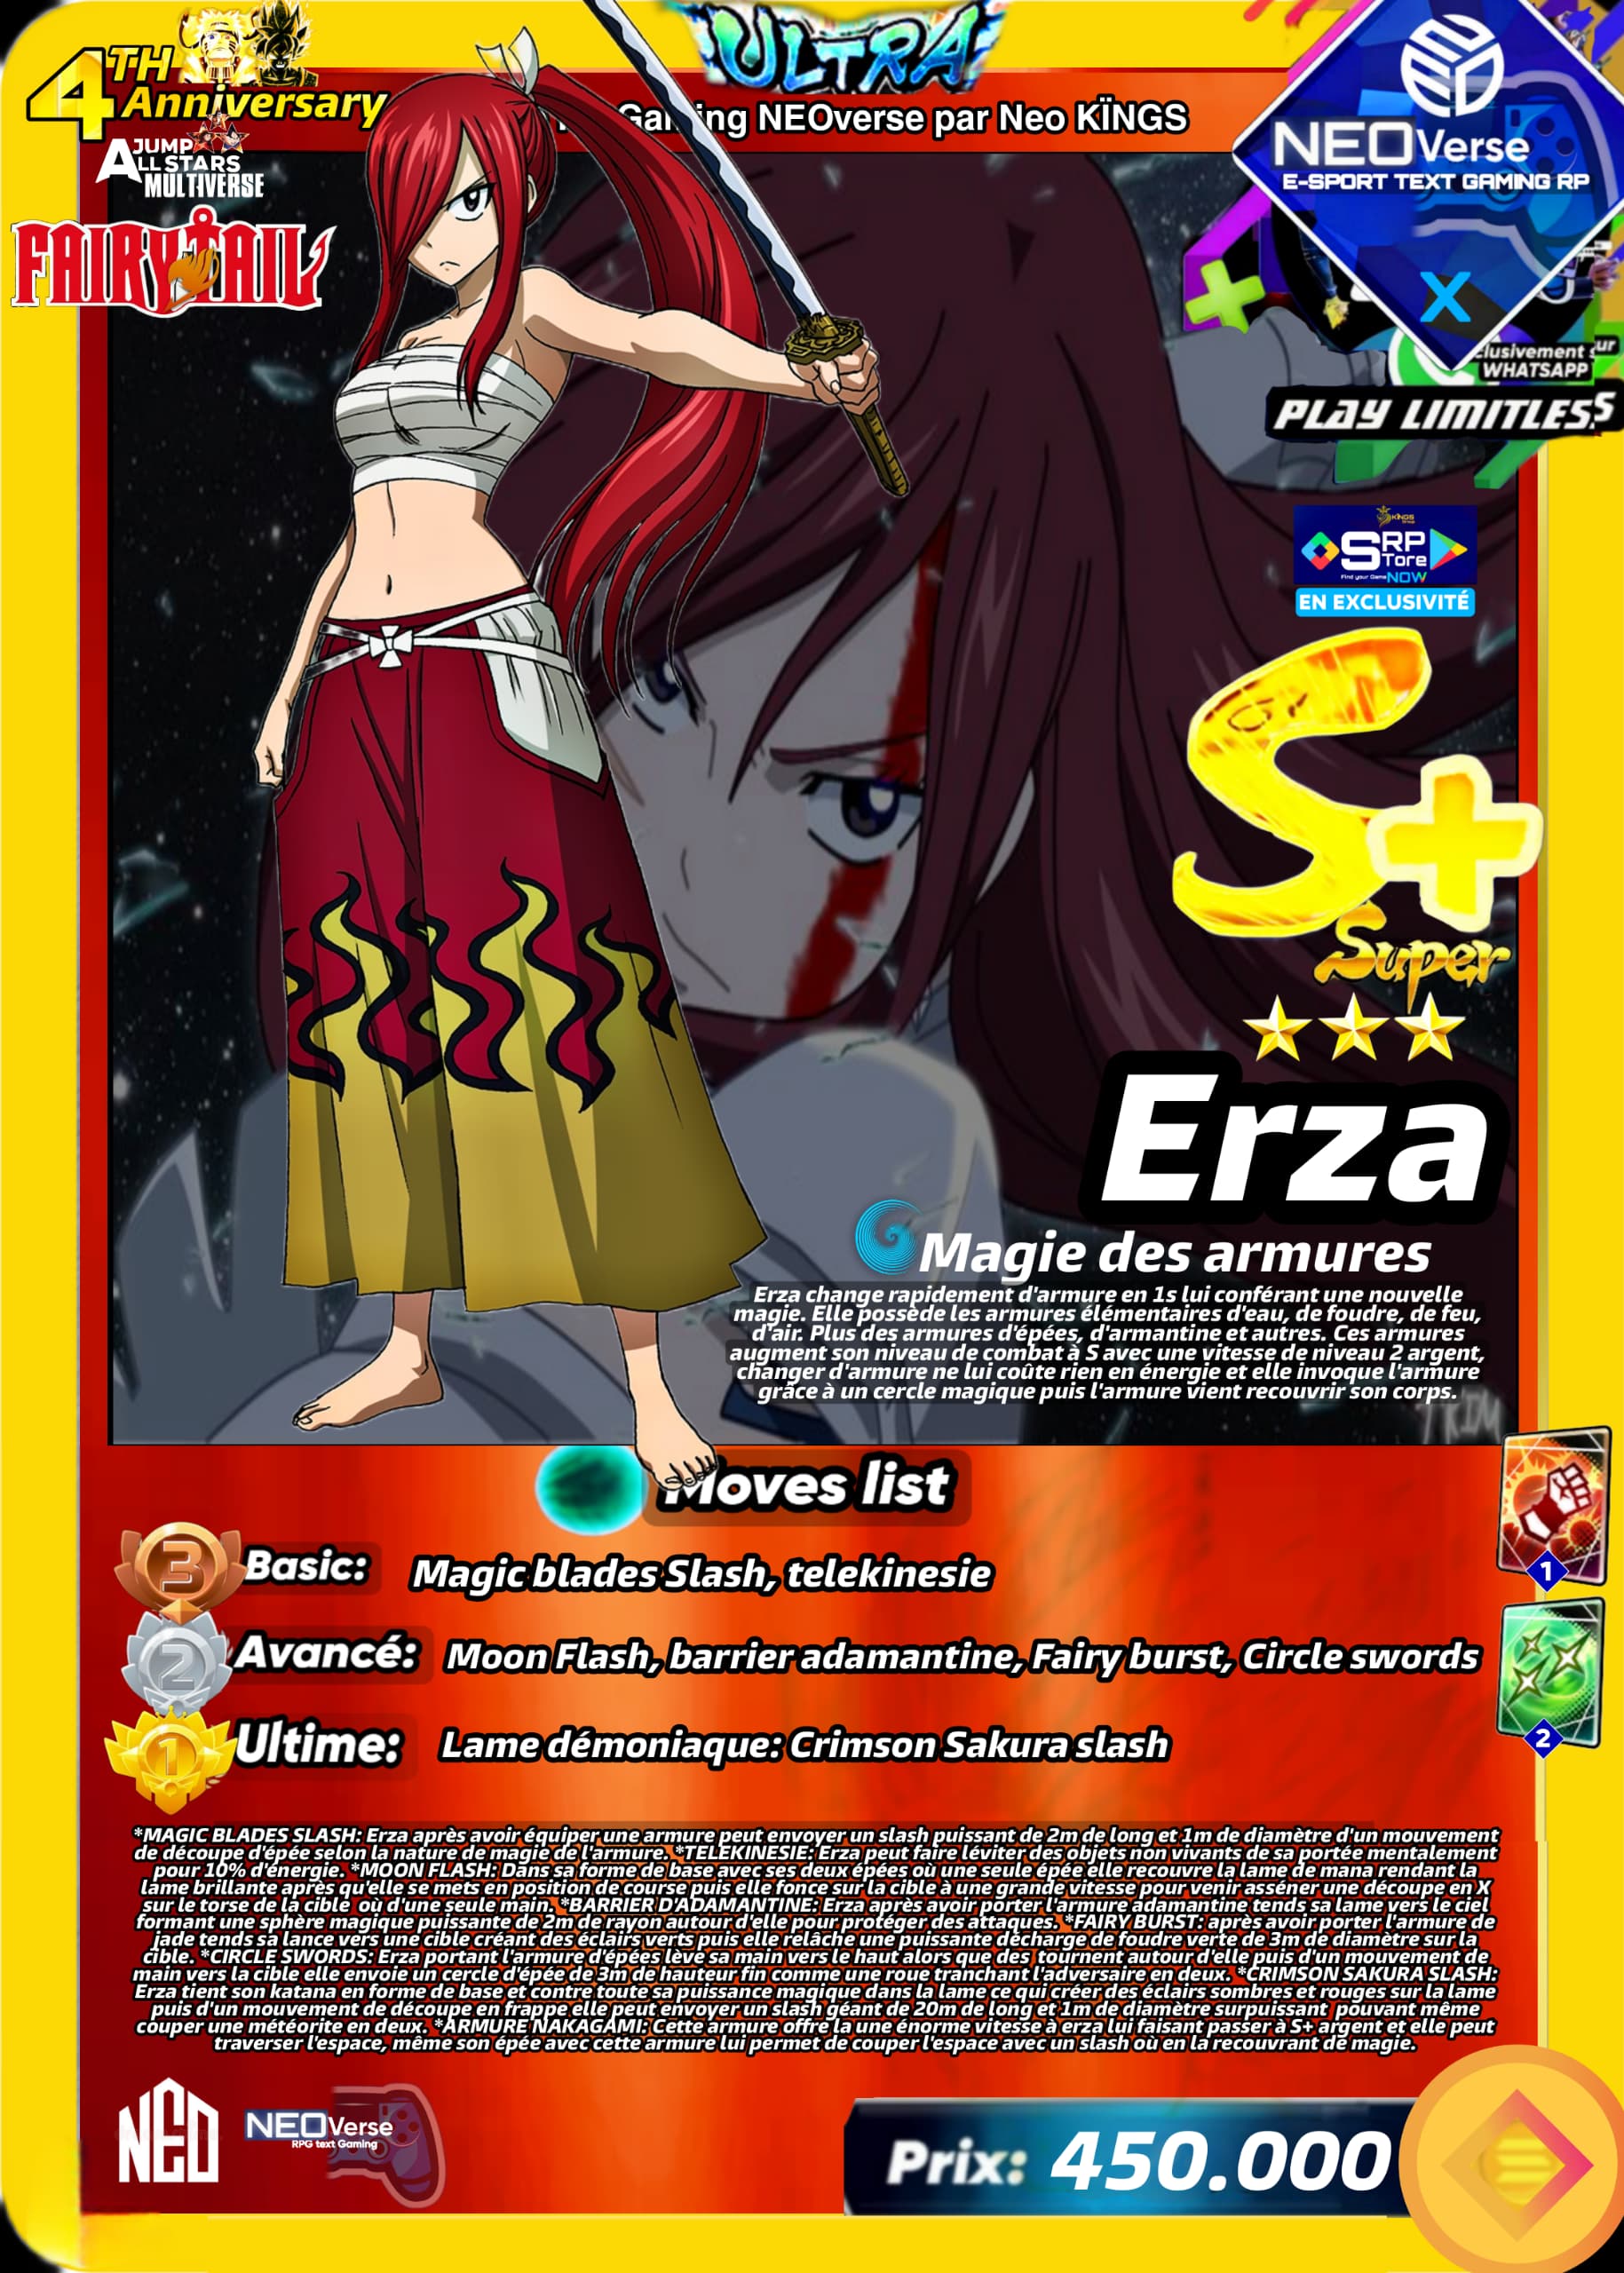 4TH
Anniversary
ULTRA
Gaming NEOverse par Neo KÏNGS
JUMP
ALL STARS
MULTIVERSE
FAIRY TAIL
NEOVerse
E-SPORT TEXT GAMING RP
X
clusivement sur
WHATSAPP
PLAY LIMITLESS
KINGS
SRP
Tore
Find your Game NOW
EN EXCLUSIVITÉ
S+
Super
Erza
Magie des armures
Erza change rapidement d'armure en 1s lui conférant une nouvelle
magie. Elle possède les armures élémentaires d'eau, de foudre, de feu,
d'air. Plus des armures d'épées, d'armantine et autres. Ces armures
augment son niveau de combat à S avec une vitesse de niveau 2 argent,
changer d'armure ne lui coûte rien en énergie et elle invoque l'armure
grâce à un cercle magique puis l'armure vient recouvrir son corps.
TRIM
Moves list
1
3 Basic: Magic blades Slash, telekinesie
2 Avancé: Moon Flash, barrier adamantine, Fairy burst, Circle swords
2
1 Ultime: Lame démoniaque: Crimson Sakura slash
*MAGIC BLADES SLASH: Erza après avoir équiper une armure peut envoyer un slash puissant de 2m de long et 1m de diamètre d'un mouvement
de découpe d'épée selon la nature de magie de l'armure. *TELEKINESIE: Erza peut faire léviter des objets non vivants de sa portée mentalement
pour 10% d'énergie. *MOON FLASH: Dans sa forme de base avec ses deux épées où une seule épée elle recouvre la lame de mana rendant la
lame brillante après qu'elle se mets en position de course puis elle fonce sur la cible à une grande vitesse pour venir asséner une découpe en X
sur le torse de la cible où d'une seule main. *BARRIER D'ADAMANTINE: Erza après avoir porter l'armure adamantine tends sa lame vers le ciel
formant une sphère magique puissante de 2m de rayon autour d'elle pour protéger des attaques. *FAIRY BURST: après avoir porter l'armure de
jade tends sa lance vers une cible créant des éclairs verts puis elle relâche une puissante décharge de foudre verte de 3m de diamètre sur la
cible. *CIRCLE SWORDS: Erza portant l'armure d'épées lève sa main vers le haut alors que des tournent autour d'elle puis d'un mouvement de
main vers la cible elle envoie un cercle d'épée de 3m de hauteur fin comme une roue tranchant l'adversaire en deux. *CRIMSON SAKURA SLASH:
Erza tient son katana en forme de base et contre toute sa puissance magique dans la lame ce qui créer des éclairs sombres et rouges sur la lame
puis d'un mouvement de découpe en frappe elle peut envoyer un slash géant de 20m de long et 1m de diamètre surpuissant pouvant même
couper une météorite en deux. *ARMURE NAKAGAMI: Cette armure offre la une énorme vitesse à erza lui faisant passer à S+ argent et elle peut
traverser l'espace, même son épée avec cette armure lui permet de couper l'espace avec un slash où en la recouvrant de magie.
NEO
NEOVerse
RPG text Gaming
Prix: 450.000